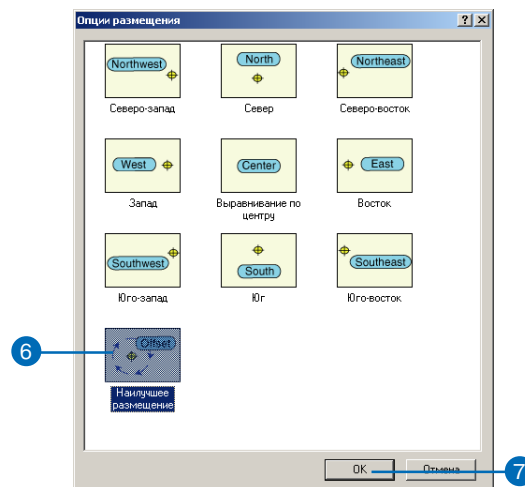 Опции размещения
Northwest North Northeast
Северо-запад Север Северо-восток
West Center East
Запад Выравнивание по центру Восток
Southwest South Southeast
Юго-запад Юг Юго-восток
6 Offset
Наилучшее
размещение
OK Отмена 7